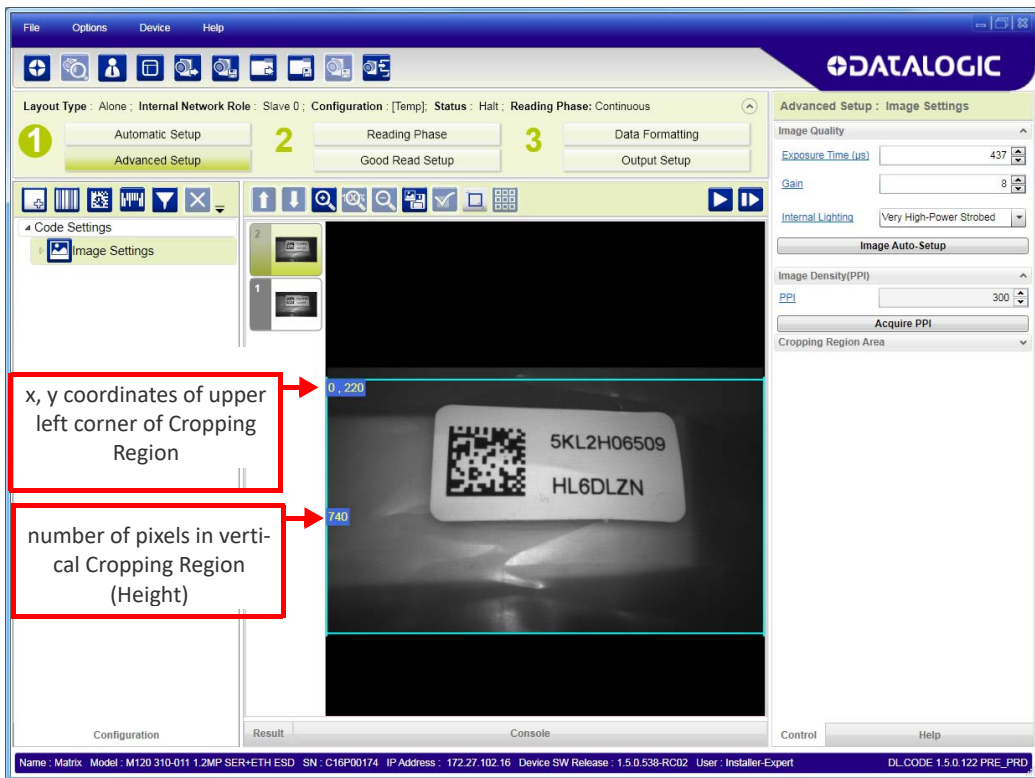 File Options Device Help
DATALOGIC
Layout Type : Alone ; Internal Network Role : Slave 0 ; Configuration : [Temp]; Status : Halt ; Reading Phase: Continuous
1 Automatic Setup 2 Reading Phase 3 Data Formatting
Advanced Setup Good Read Setup Output Setup
Advanced Setup : Image Settings
Image Quality
Exposure Time (µs) 437
Gain 8
Internal Lighting Very High-Power Strobed
Image Auto-Setup
Image Density(PPI)
PPI 300
Acquire PPI
Cropping Region Area
100%
Code Settings
Image Settings
2
1
x, y coordinates of upper
left corner of Cropping
Region
0 , 220
5KL2H06509
HL6DLZN
740
number of pixels in verti-
cal Cropping Region
(Height)
Configuration
Result Console
Control Help
Name : Matrix Model : M120 310-011 1.2MP SER+ETH ESD SN : C16P00174 IP Address : 172.27.102.16 Device SW Release : 1.5.0.538-RC02 User : Installer-Expert DL.CODE 1.5.0.122 PRE_PRD